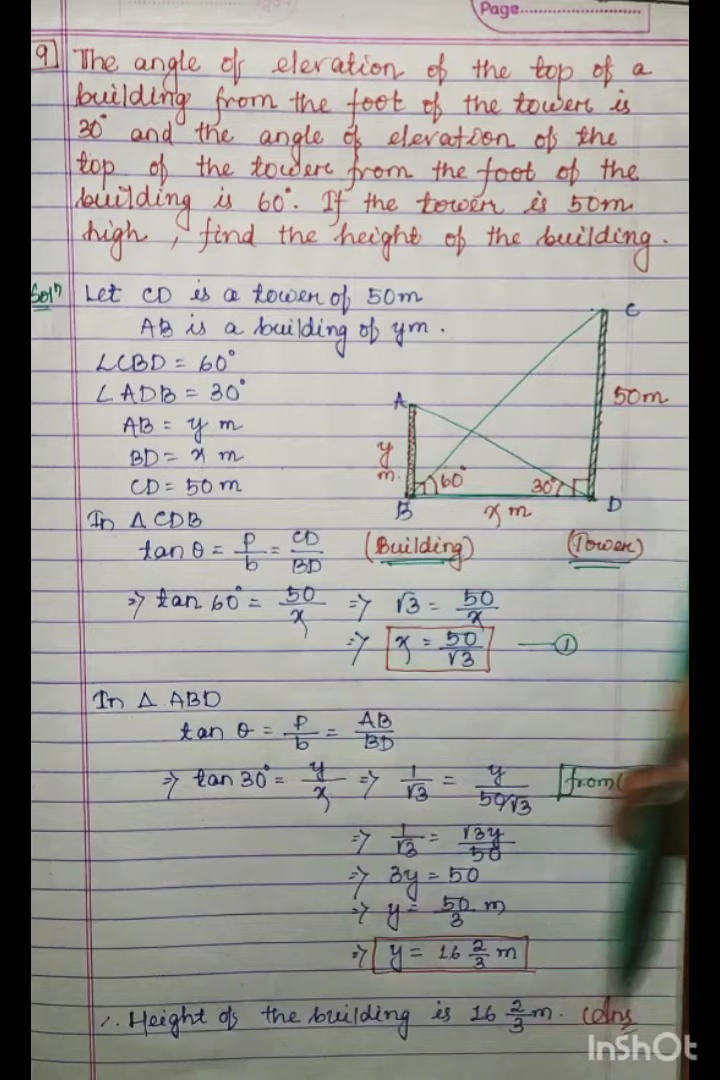 Page
9] The angle of elevation of the top of a
building from the foot of the tower is
30° and the angle of elevation of the
top of the tower from the foot of the
building is 60°. If the tower is 50m
high, find the height of the building.
Solⁿ Let CD is a tower of 50m
AB is a building of ym.
∠CBD = 60°
∠ADB = 30°
AB = y m
BD = x m
CD = 50 m
C
50m
A
y
m.
60°
30°
B
x m
D
(Building)
(Tower)
In △ CDB
tan θ = p/b = CD/BD
⇒ tan 60° = 50/x ⇒ √3 = 50/x
⇒ x = 50/√3 — ①
In △ ABD
tan θ = P/b = AB/BD
⇒ tan 30° = y/x ⇒ 1/√3 = y/50/√3 [from(
⇒ 1/√3 = √3y/50
⇒ 3y = 50
⇒ y = 50/3 m
⇒ y = 16 2/3 m
∴ Height of the building is 16 2/3 m. (Ans
InShOt